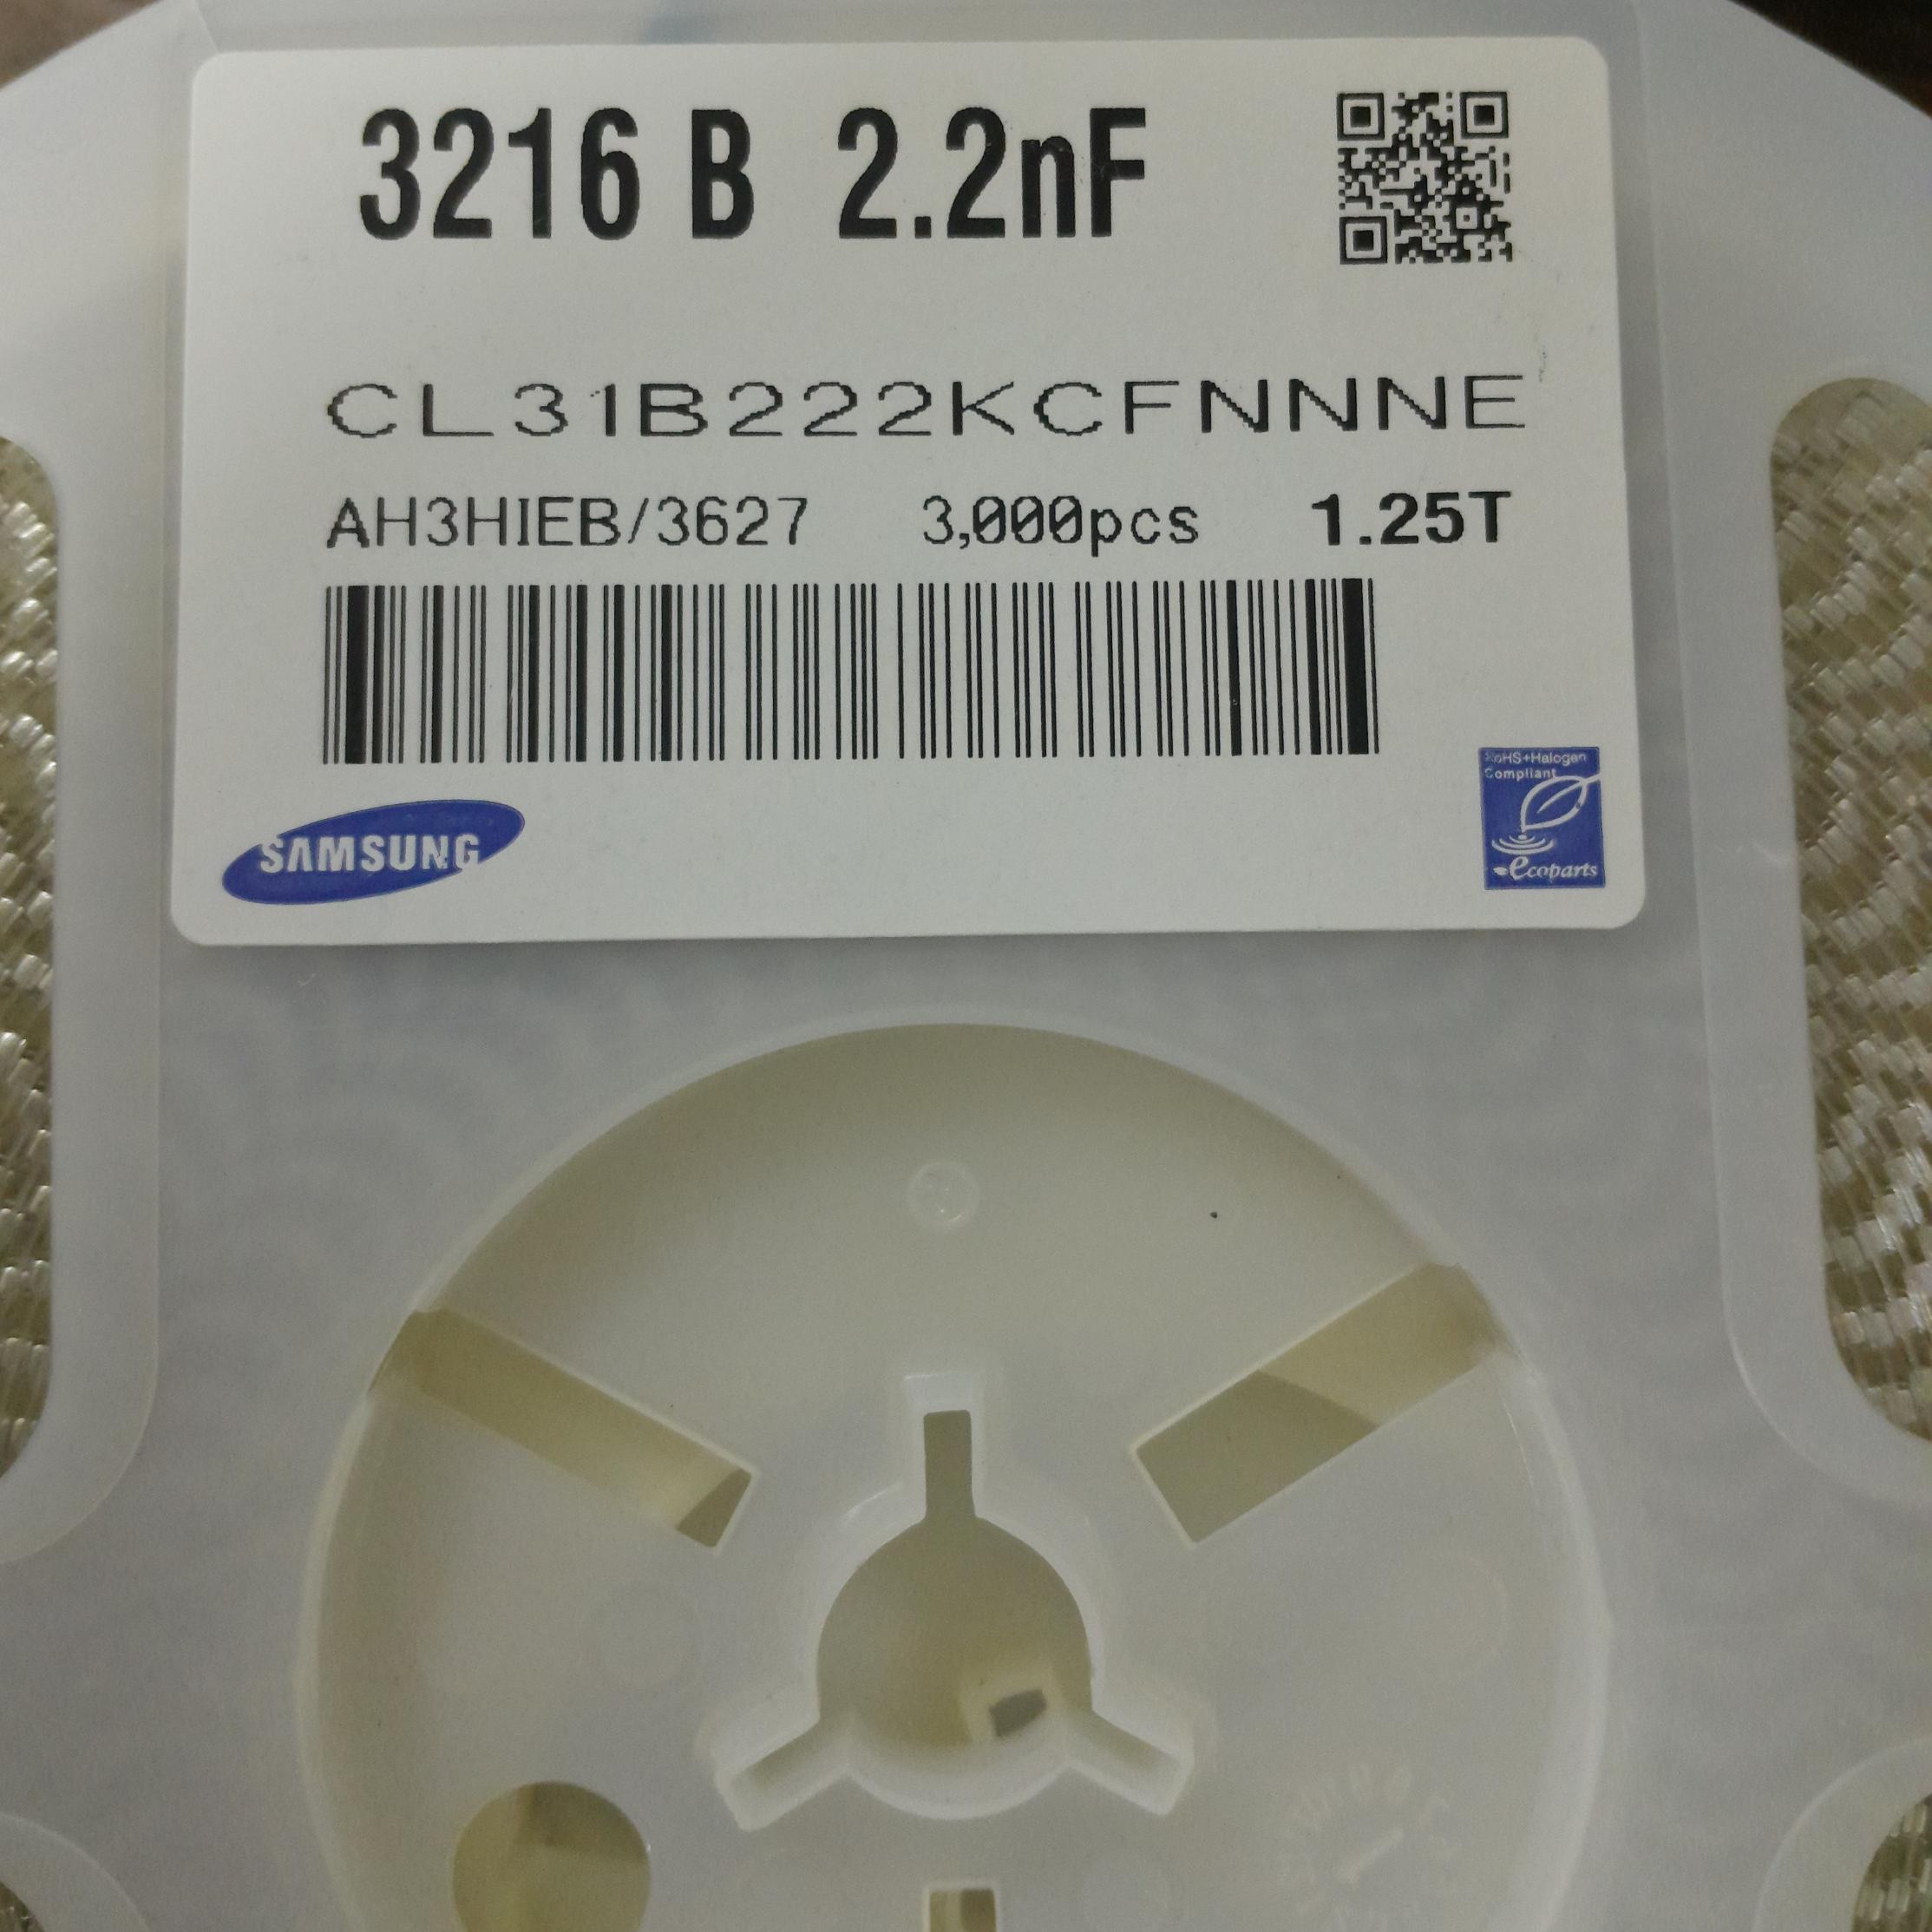 3216 B 2.2nF
CL31B222KCFNNNE
AH3HIEB/3627 3,000pcs 1.25T
SAMSUNG
RoHS+Halogen
Compliant
ecoparts